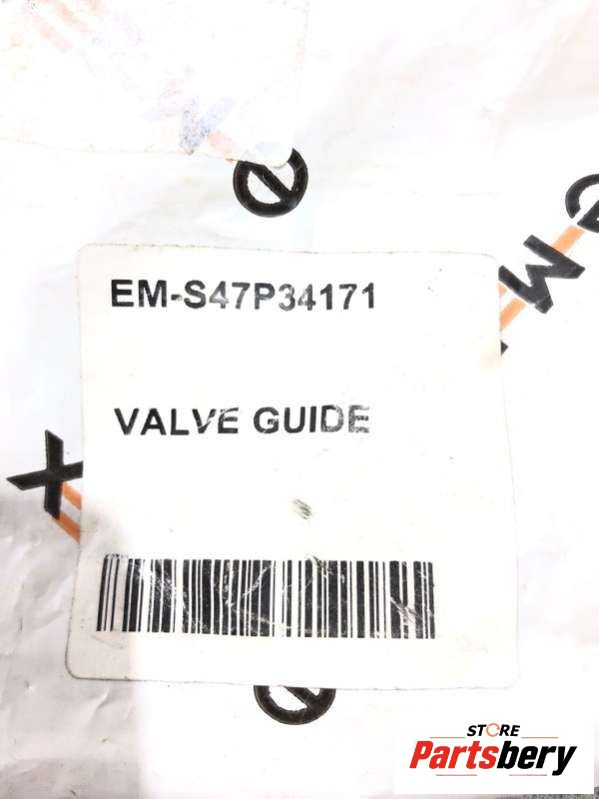 EM-S47P34171
VALVE GUIDE
STORE
Partsbery